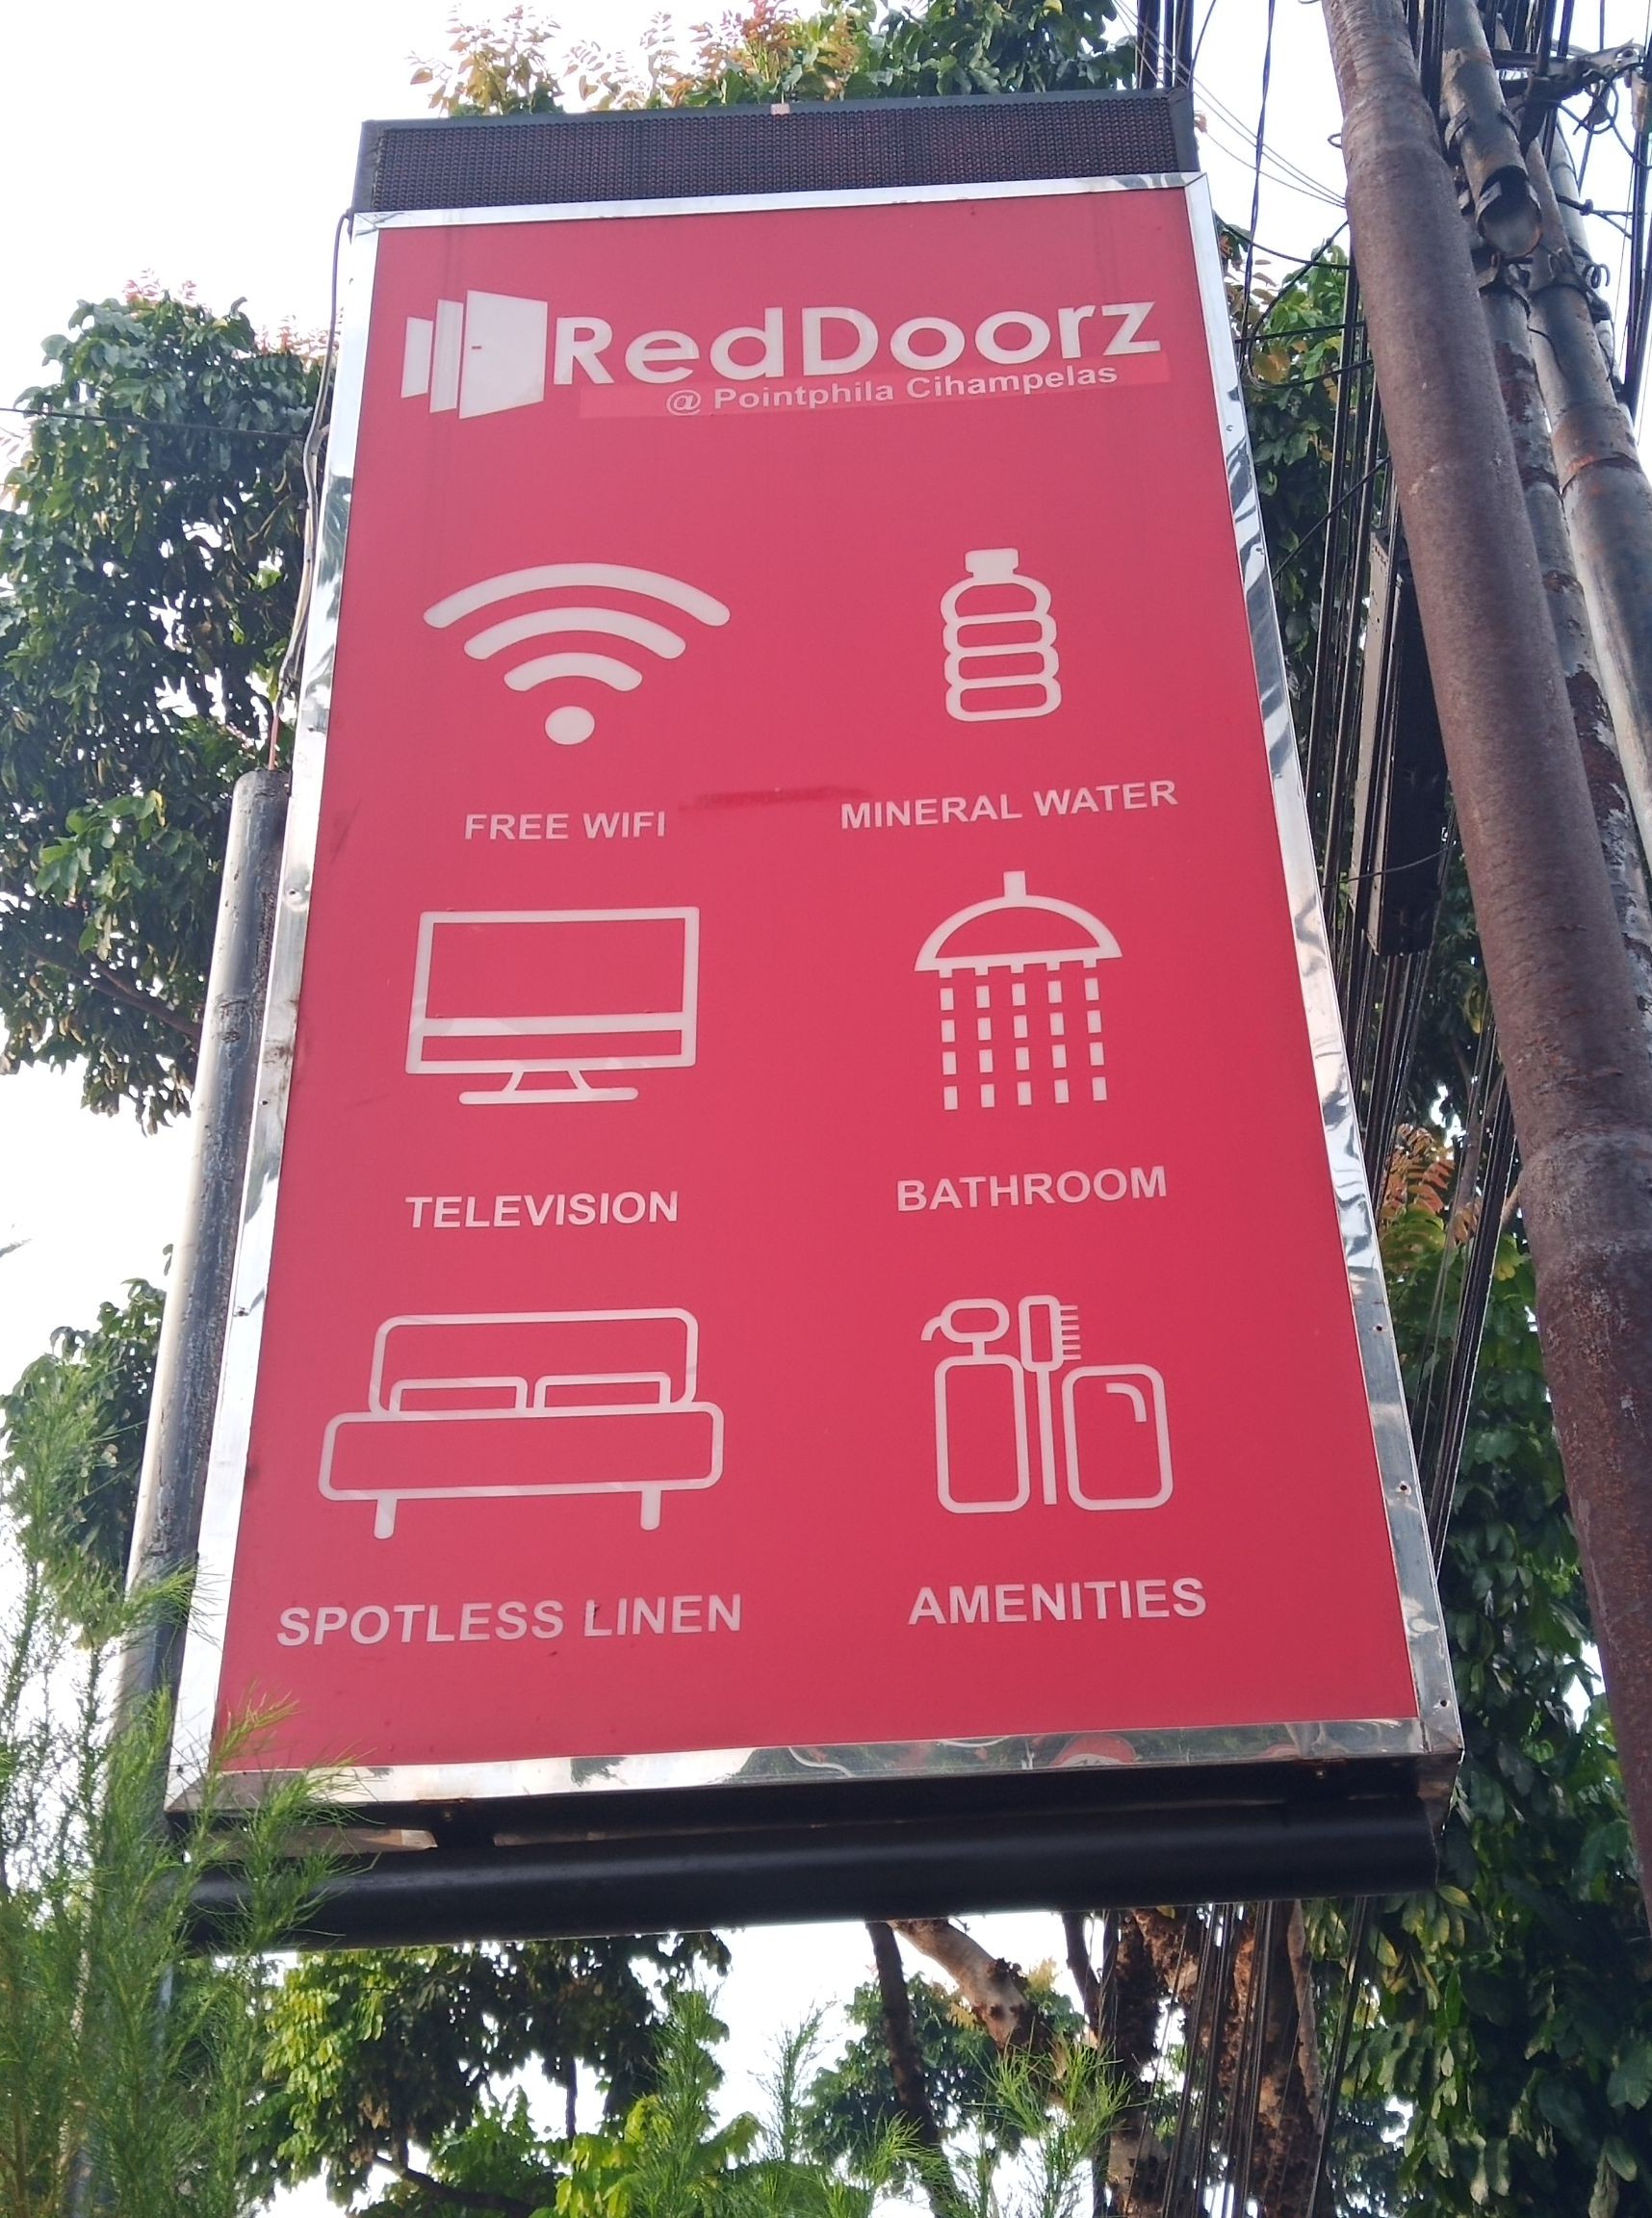 RedDoorz
@ Pointphila Cihampelas
FREE WIFI
MINERAL WATER
TELEVISION
BATHROOM
SPOTLESS LINEN
AMENITIES